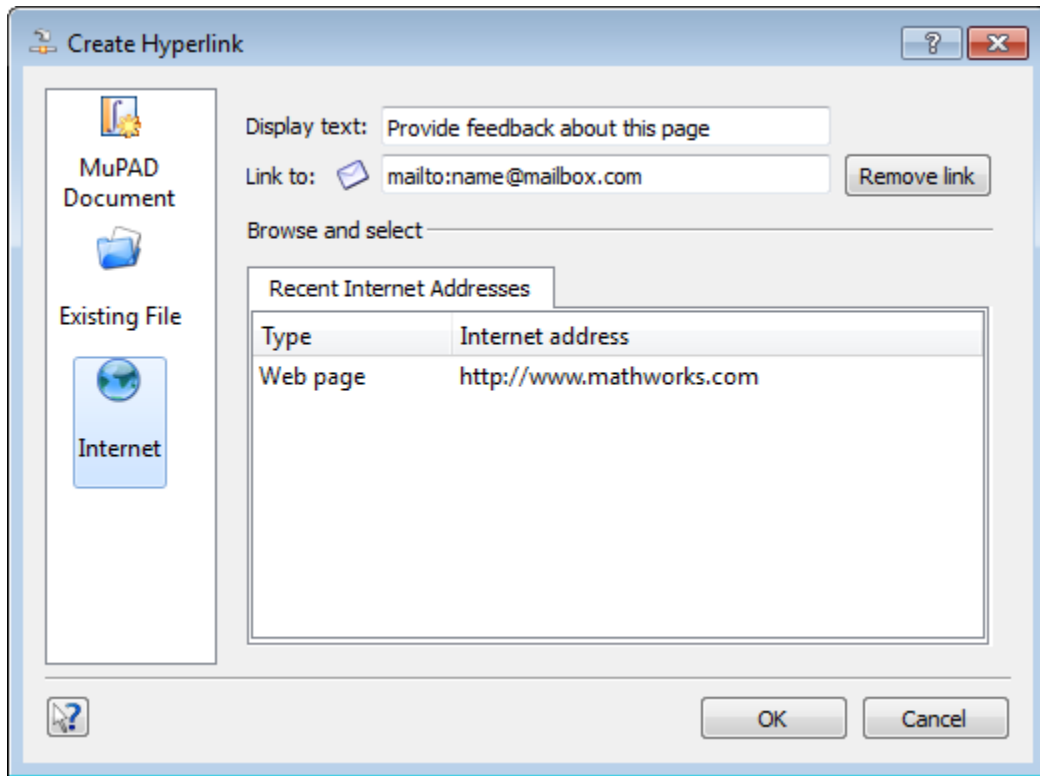 Create Hyperlink
MuPAD
Document
Existing File
Internet
Display text: Provide feedback about this page
Link to: mailto:name@mailbox.com Remove link
Browse and select
Recent Internet Addresses
Type Internet address
Web page http://www.mathworks.com
OK Cancel